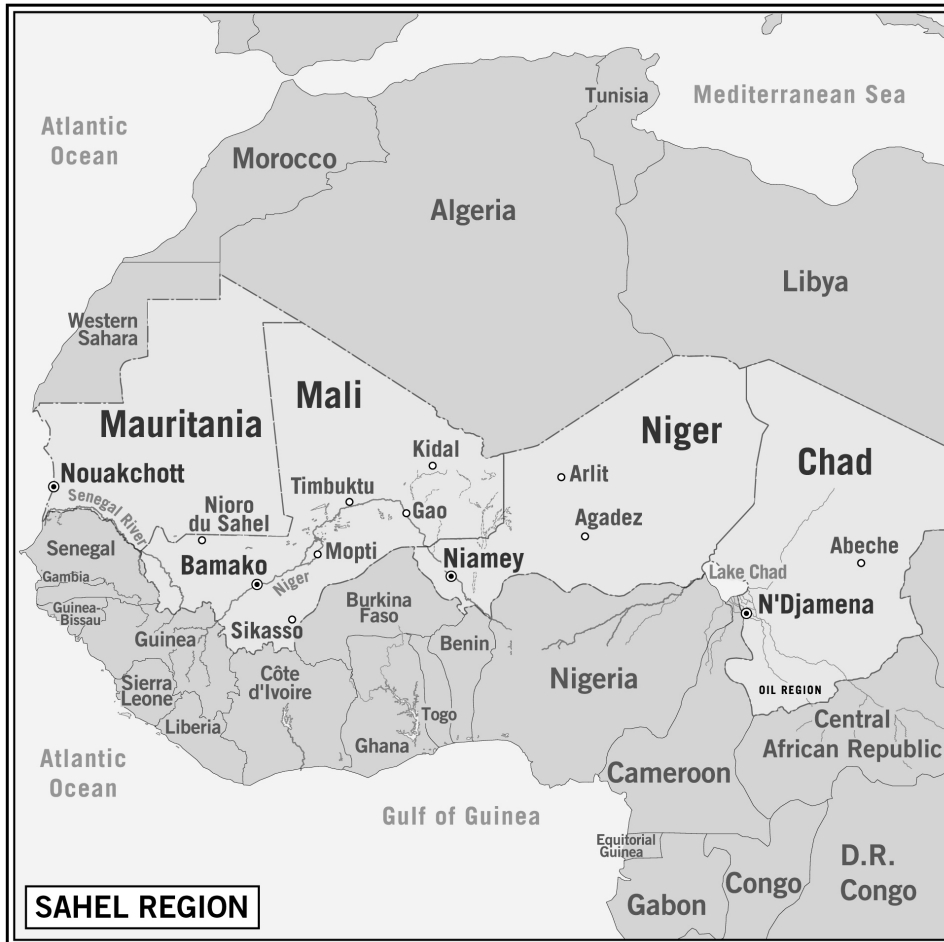 Tunisia
Mediterranean Sea
Atlantic
Ocean
Morocco
Algeria
Libya
Western
Sahara
Mali
Mauritania
Niger
Chad
Kidal
Nouakchott
Arlit
Timbuktu
Senegal River
Nioro
du Sahel
Gao
Agadez
Senegal
Mopti
Abeche
Bamako
Niamey
Lake Chad
Gambia
Niger
N'Djamena
Guinea-
Bissau
Burkina
Faso
Sikasso
Guinea
Benin
Côte
d'Ivoire
Nigeria
Sierra
Leone
OIL REGION
Togo
Liberia
Central
African Republic
Ghana
Atlantic
Ocean
Cameroon
Gulf of Guinea
Equitorial
Guinea
D.R.
Congo
Congo
Gabon
SAHEL REGION